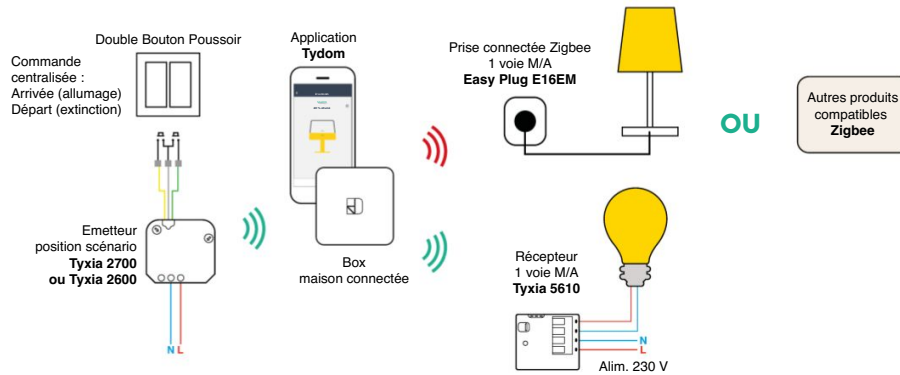 Double Bouton Poussoir
Commande
centralisée :
Arrivée (allumage)
Départ (extinction)
Emetteur
position scénario
Tyxia 2700
ou Tyxia 2600
N L
Application
Tydom
Box
maison connectée
Prise connectée Zigbee
1 voie M/A
Easy Plug E16EM
OU
Autres produits
compatibles
Zigbee
Récepteur
1 voie M/A
Tyxia 5610
N
L
Alim. 230 V